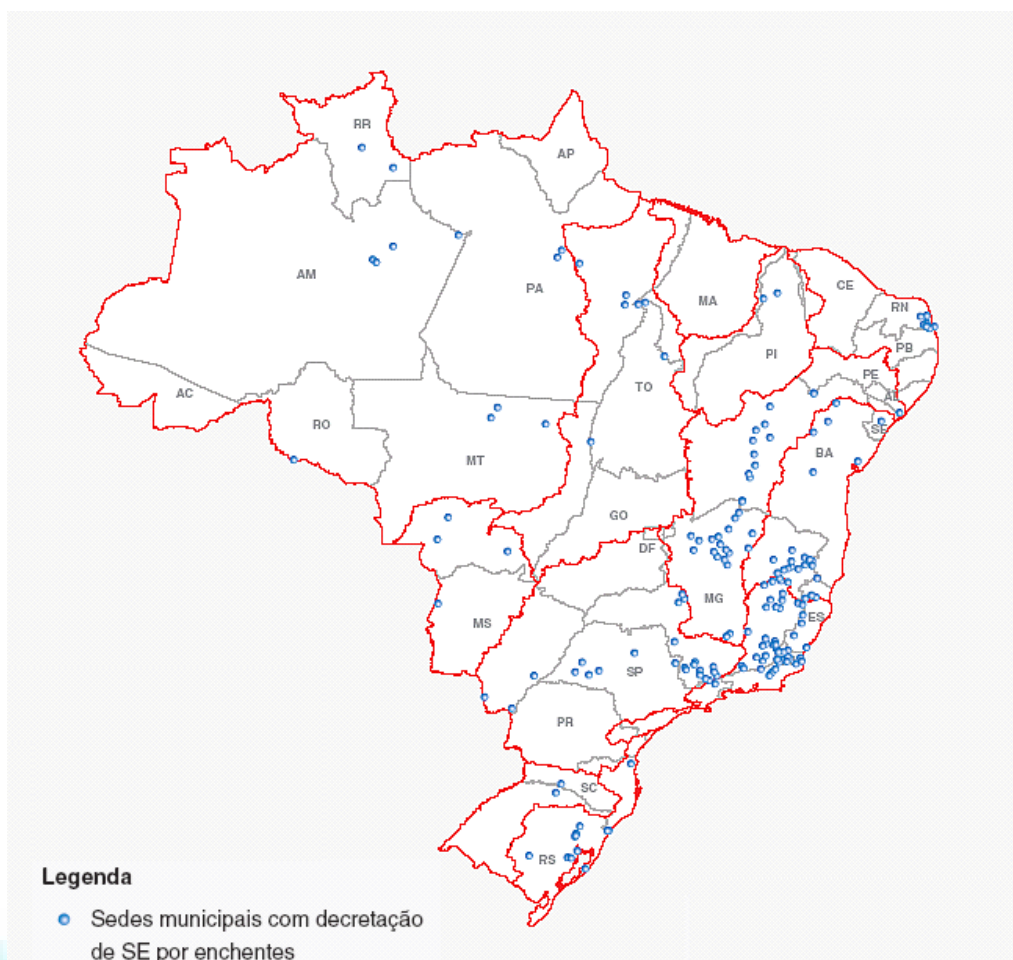 RR
AP
AM
PA
MA
CE
RN
PB
PI
PE
AL
SE
TO
AC
RO
BA
MT
GO
DF
MG
ES
MS
SP
PR
SC
RS
Legenda
Sedes municipais com decretação
de SE por enchentes